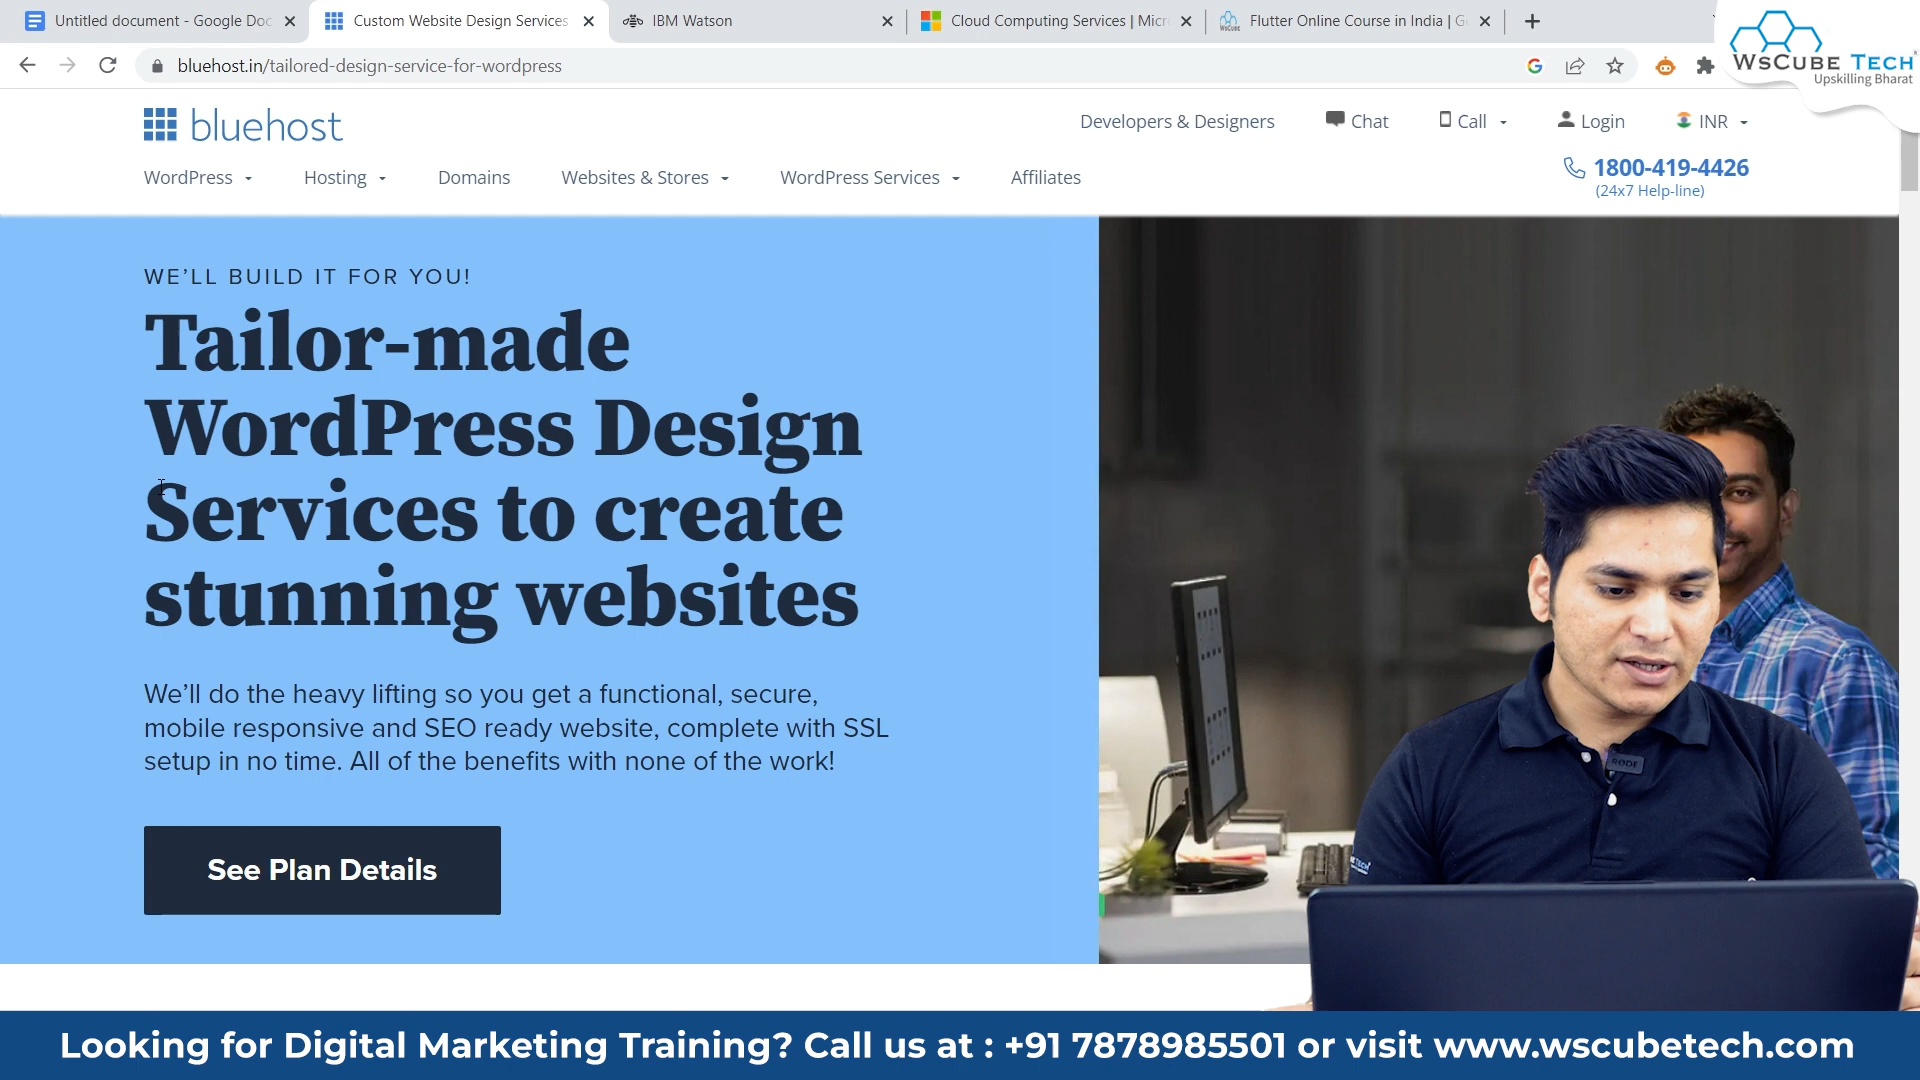 Untitled document - Google Doc
Custom Website Design Services
IBM Watson
Cloud Computing Services | Micr
Flutter Online Course in India | G
bluehost.in/tailored-design-service-for-wordpress
WsCube Tech
Upskilling Bharat
bluehost
Developers & Designers
Chat
Call
Login
INR
WordPress
Hosting
Domains
Websites & Stores
WordPress Services
Affiliates
1800-419-4426
(24x7 Help-line)
WE’LL BUILD IT FOR YOU!
Tailor-made
WordPress Design
Services to create
stunning websites
We’ll do the heavy lifting so you get a functional, secure,
mobile responsive and SEO ready website, complete with SSL
setup in no time. All of the benefits with none of the work!
See Plan Details
RØDE
Looking for Digital Marketing Training? Call us at : +91 7878985501 or visit www.wscubetech.com